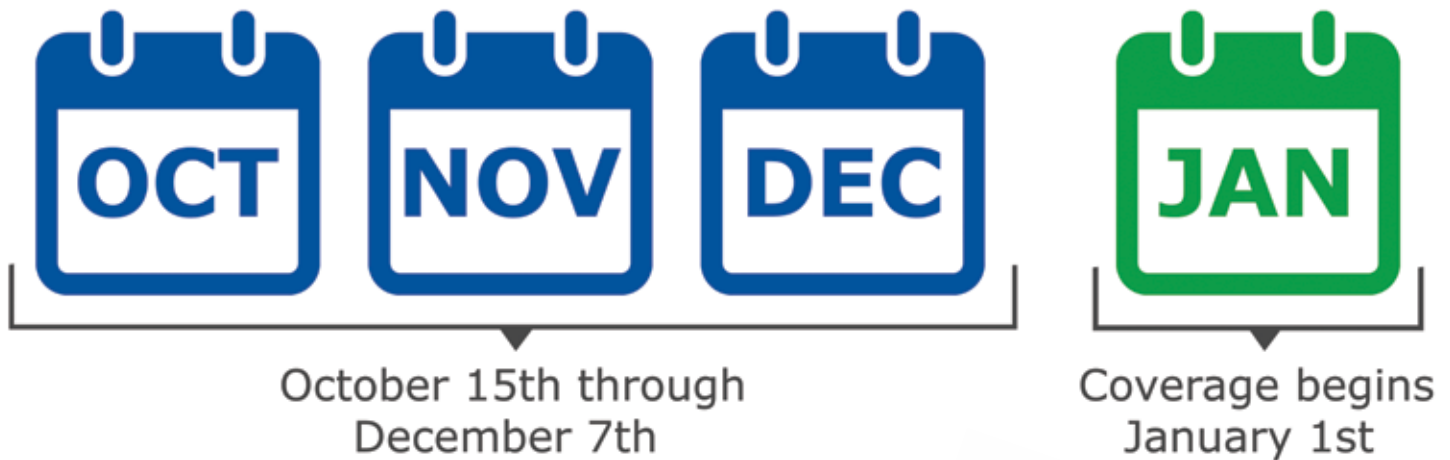 OCT
NOV
DEC
JAN
October 15th through
December 7th
Coverage begins
January 1st